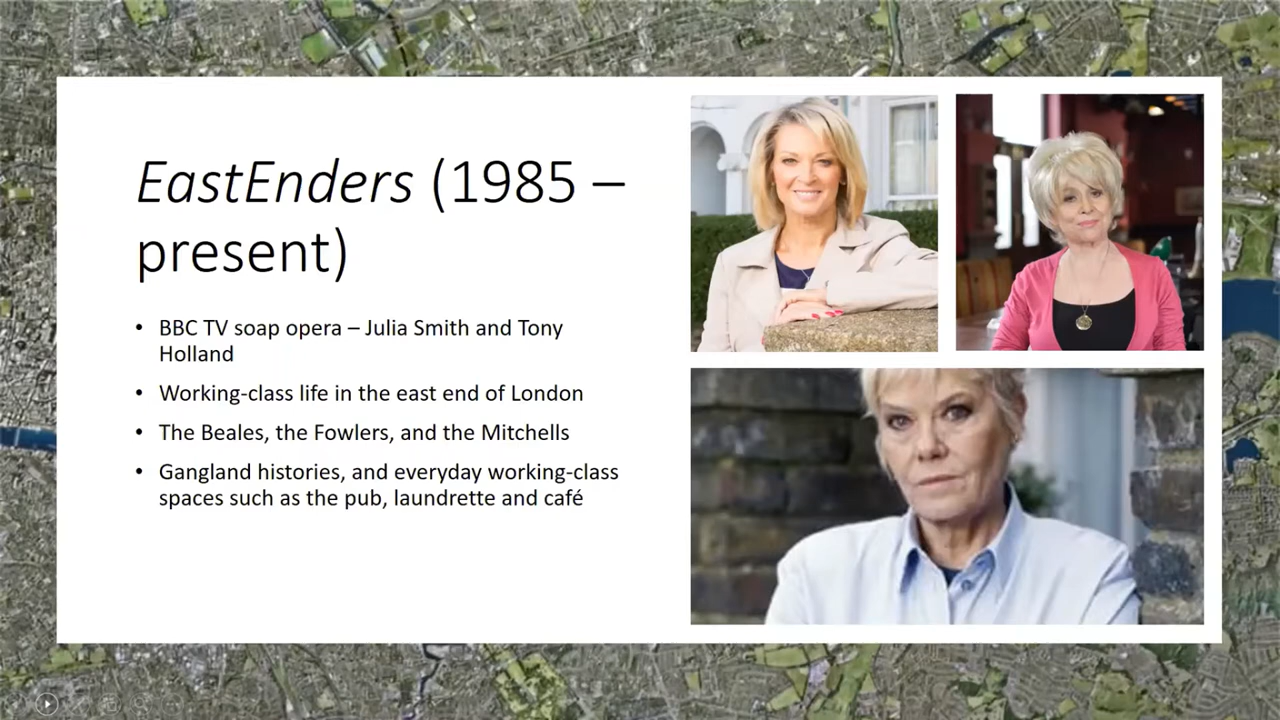 EastEnders (1985 –
present)
• BBC TV soap opera – Julia Smith and Tony
Holland
• Working-class life in the east end of London
• The Beales, the Fowlers, and the Mitchells
• Gangland histories, and everyday working-class
spaces such as the pub, laundrette and café